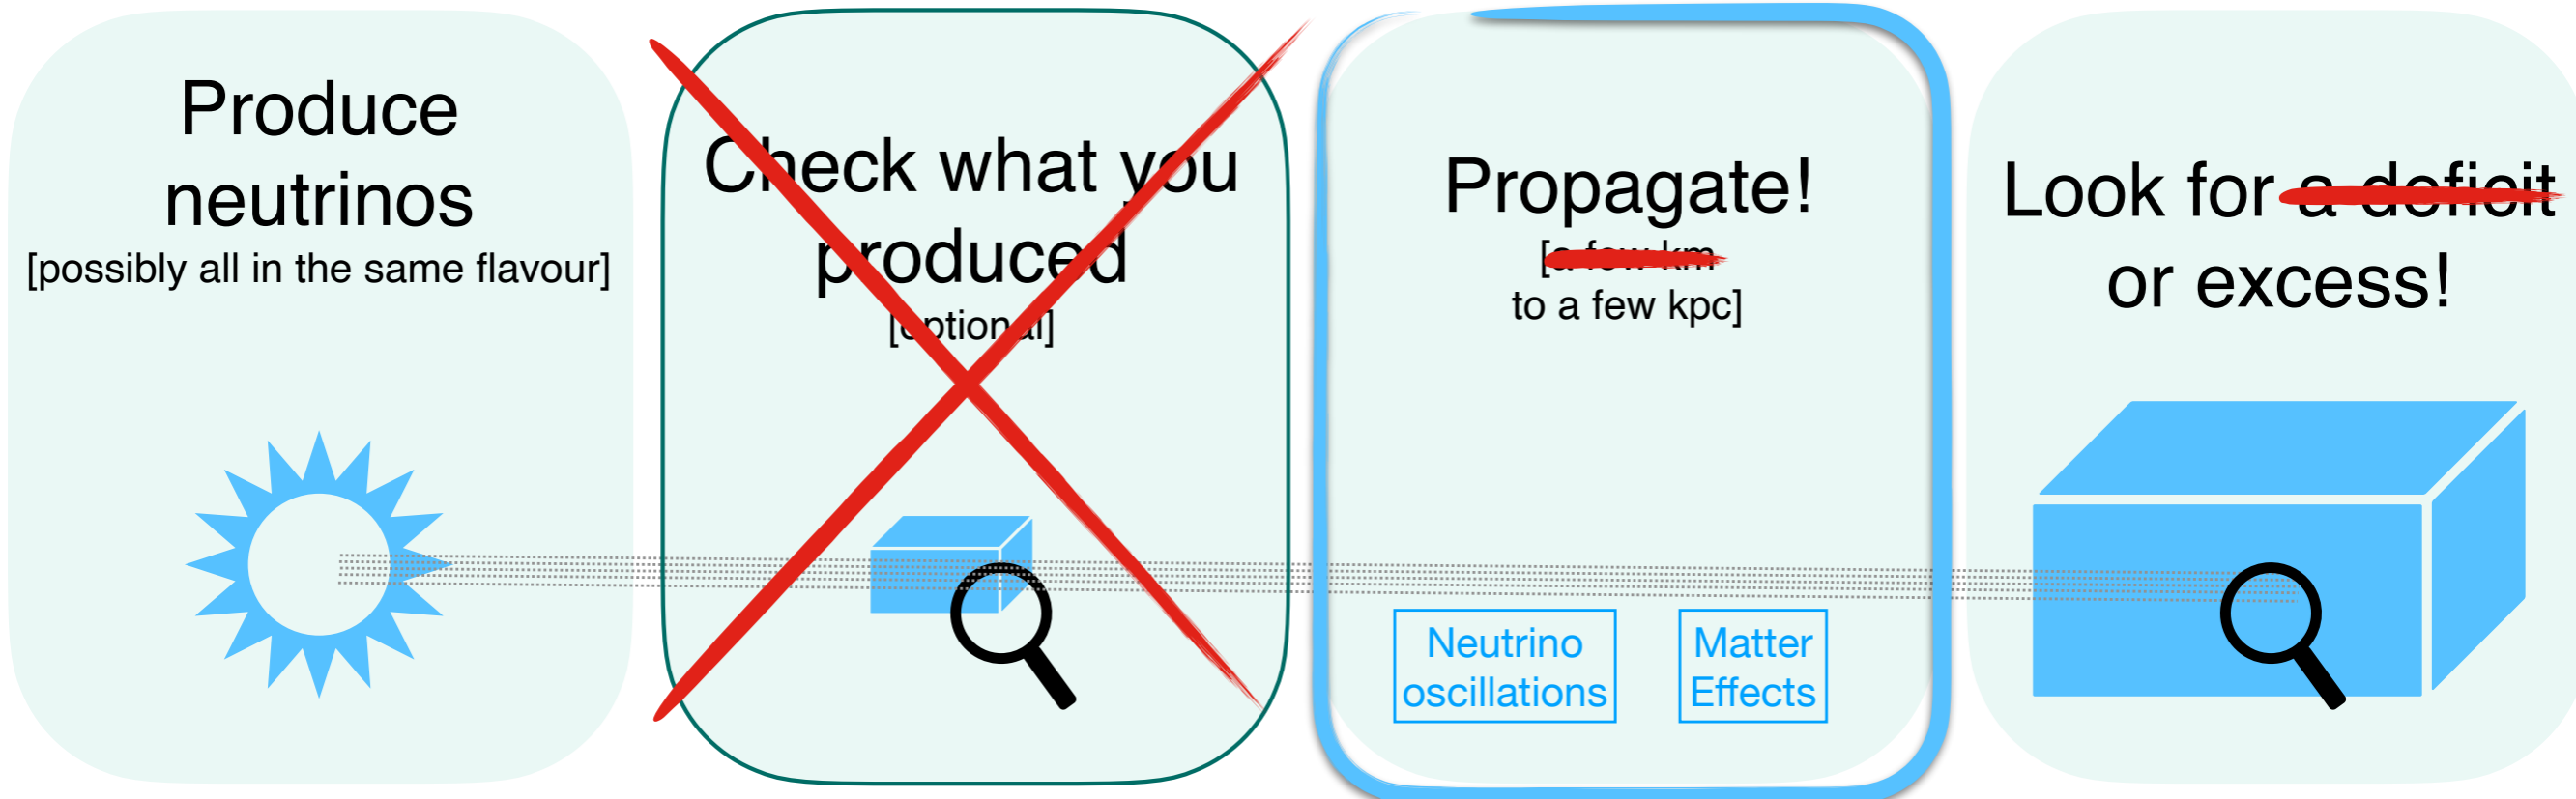 Produce
neutrinos
[possibly all in the same flavour]
Check what you
produced
[optional]
Propagate!
[a few km
to a few kpc]
Neutrino
oscillations
Matter
Effects
Look for a deficit
or excess!